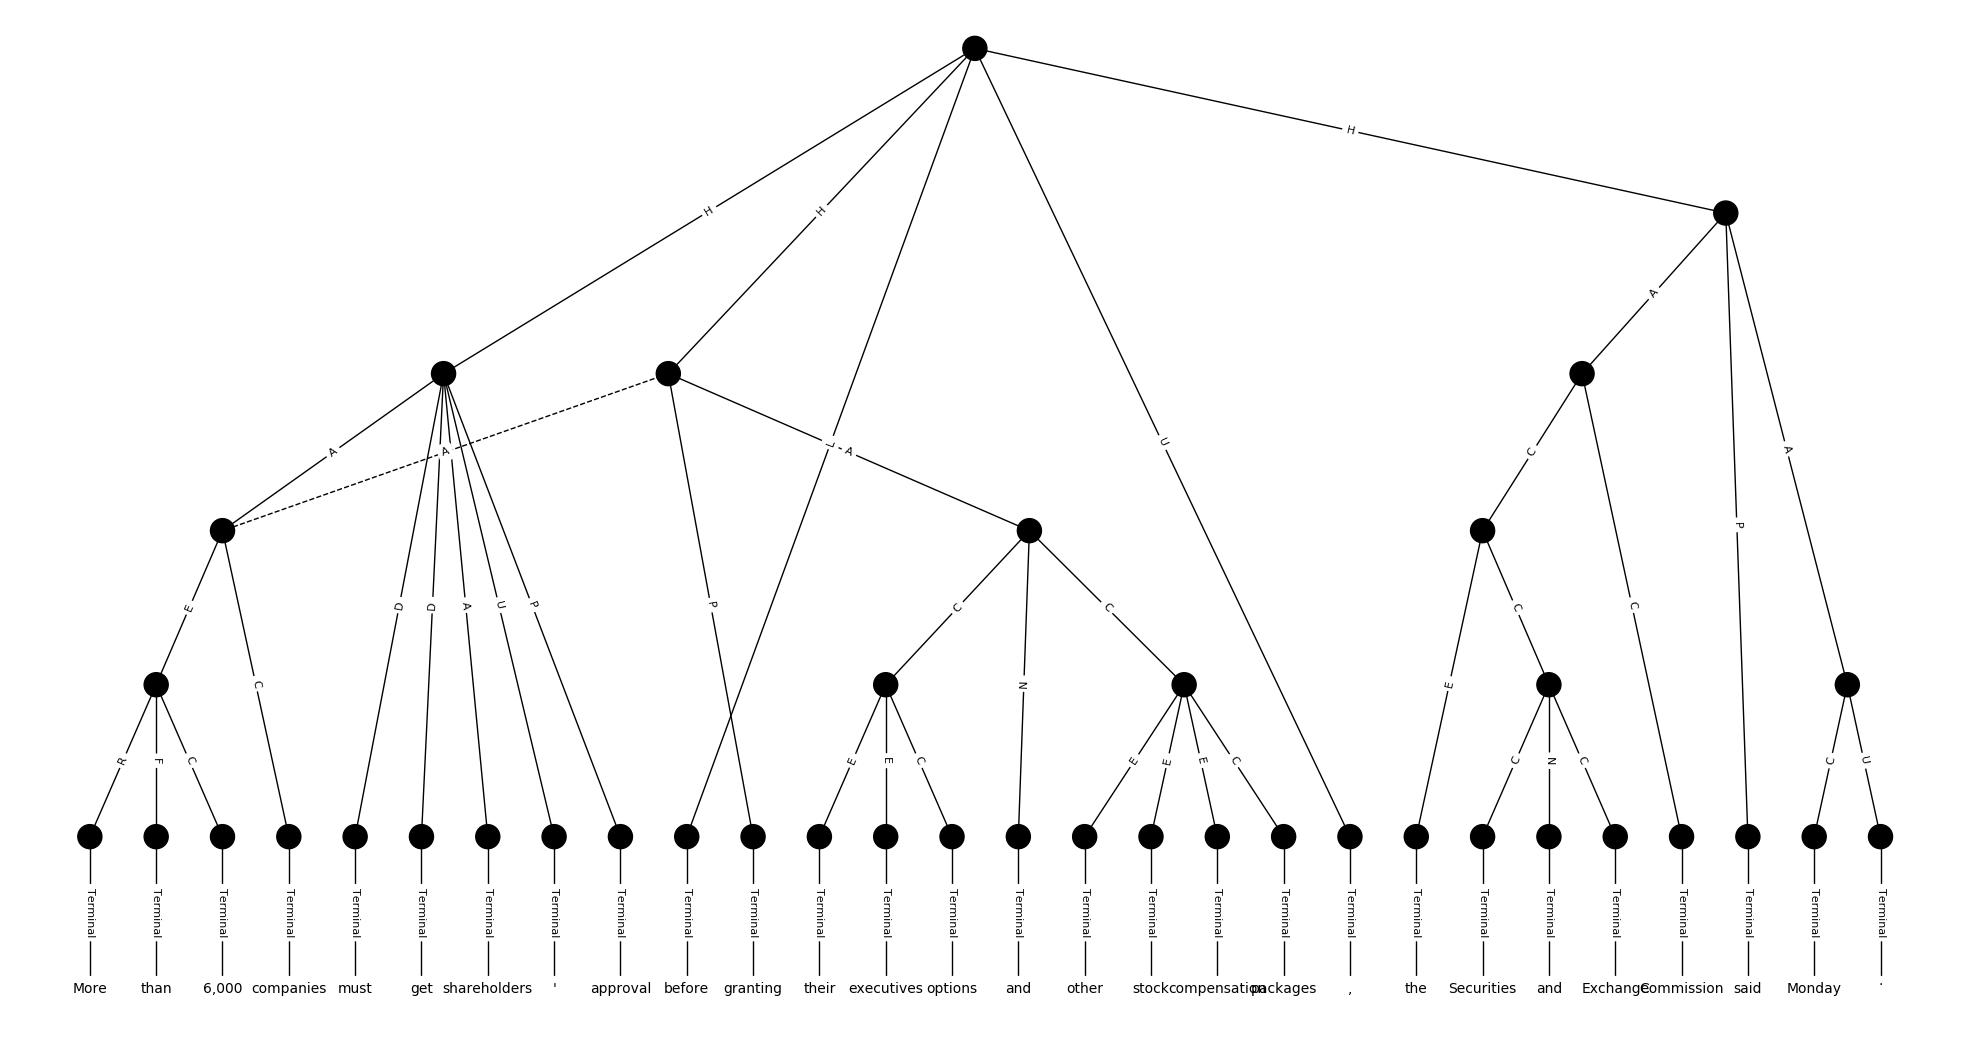 H
H
H
A
A
A
L A
U
C
A
P
E
D
D
A
U
P
P
C
C
C
C
C
N
E
R
F
C
E
E
C
E
E
E
C
C
N
C
C
U
Terminal Terminal Terminal Terminal Terminal Terminal Terminal Terminal Terminal Terminal Terminal Terminal Terminal Terminal Terminal Terminal Terminal Terminal Terminal Terminal Terminal Terminal Terminal Terminal Terminal Terminal Terminal Terminal
More than 6,000 companies must get shareholders ' approval before granting their executives options and other stock compensation packages , the Securities and Exchange Commission said Monday .